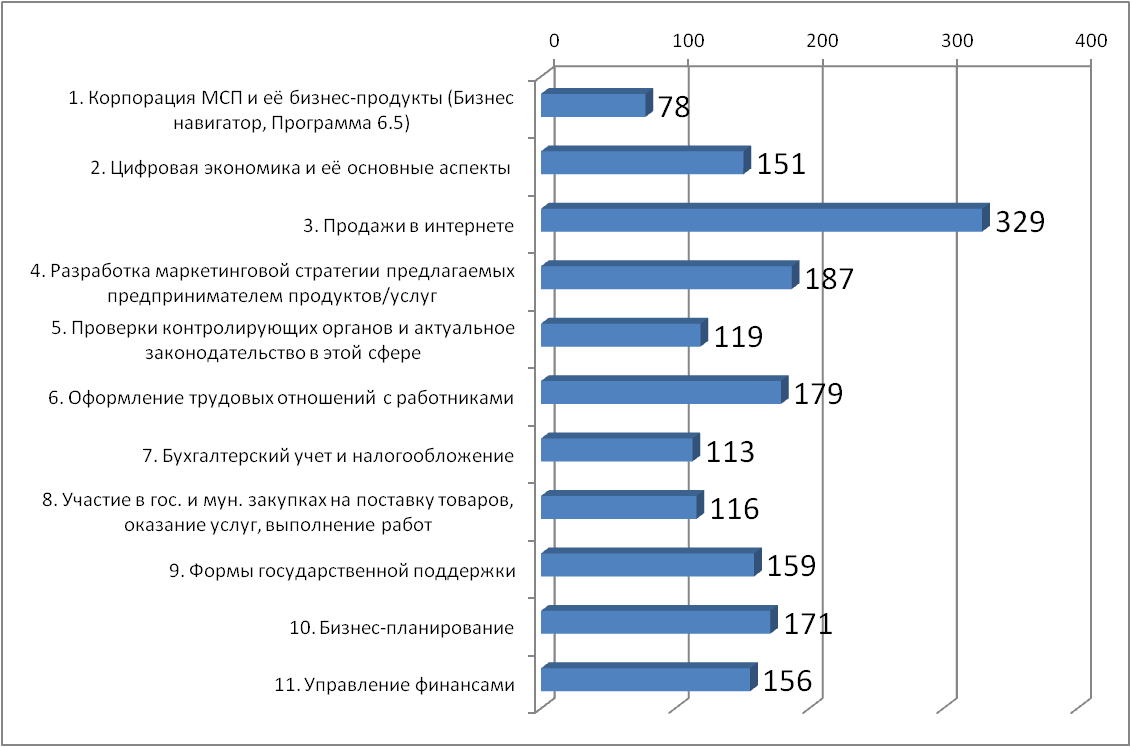 0 100 200 300 400
1. Корпорация МСП и её бизнес-продукты (Бизнес
навигатор, Программа 6.5)
78
2. Цифровая экономика и её основные аспекты
151
3. Продажи в интернете
329
4. Разработка маркетинговой стратегии предлагаемых
предпринимателем продуктов/услуг
187
5. Проверки контролирующих органов и актуальное
законодательство в этой сфере
119
6. Оформление трудовых отношений с работниками
179
7. Бухгалтерский учет и налогообложение
113
8. Участие в гос. и мун. закупках на поставку товаров,
оказание услуг, выполнение работ
116
9. Формы государственной поддержки
159
10. Бизнес-планирование
171
11. Управление финансами
156